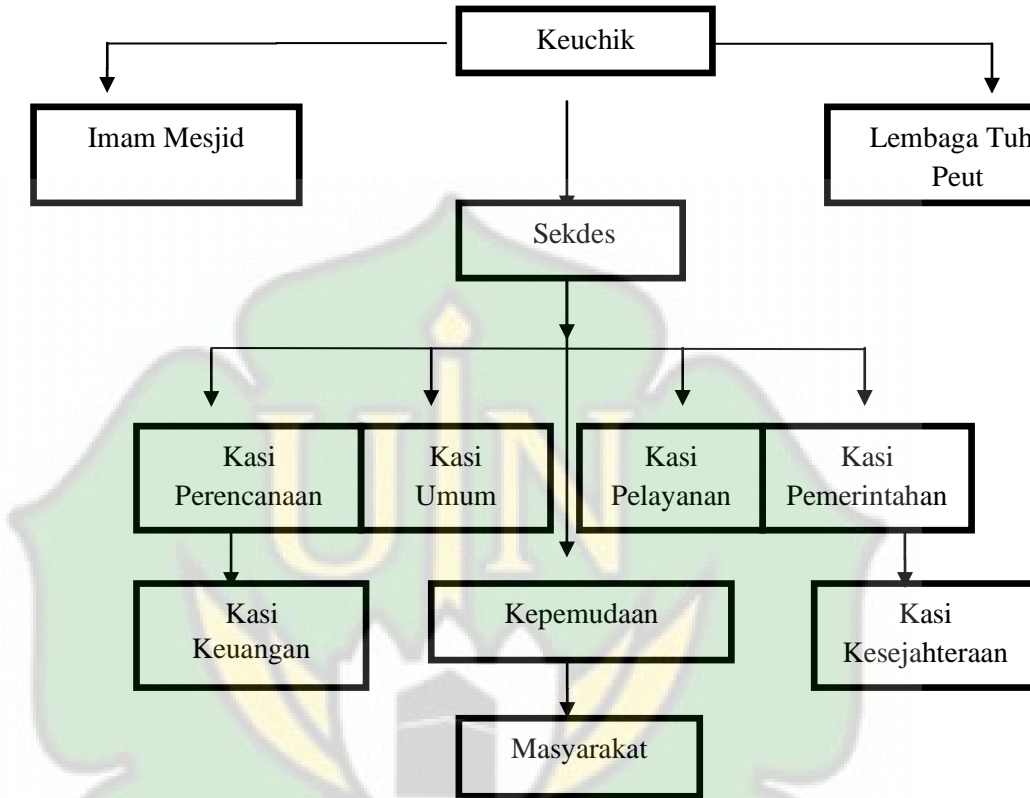 Keuchik
Imam Mesjid
Lembaga Tuh
Peut
Sekdes
UIN
Kasi
Perencanaan
Kasi
Umum
Kasi
Pelayanan
Kasi
Pemerintahan
Kasi
Keuangan
Kepemudaan
Kasi
Kesejahteraan
Masyarakat